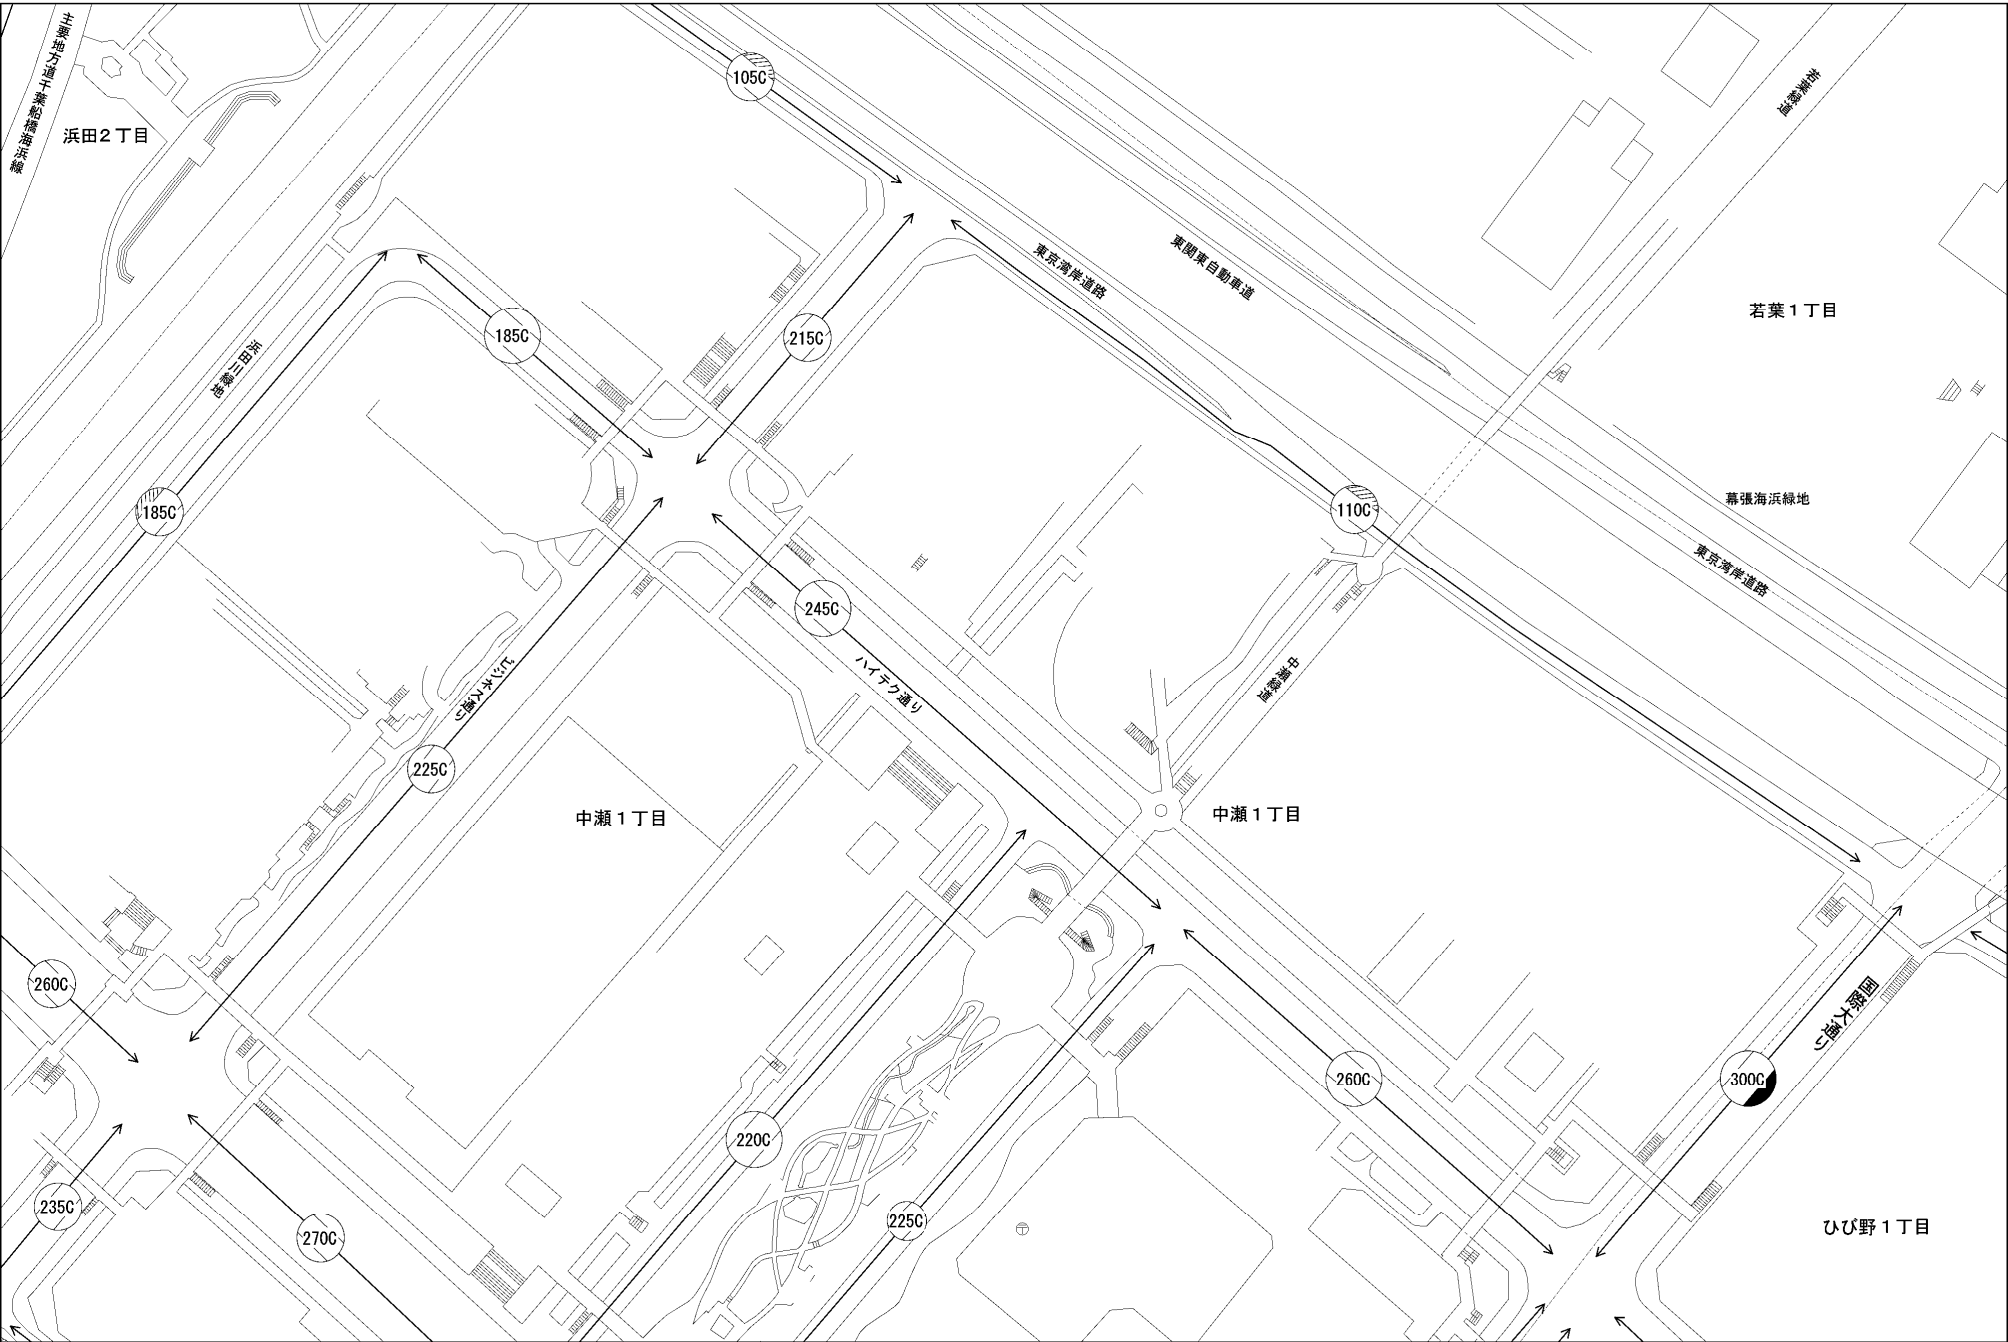 主要地方道千葉船橋海浜線
浜田2丁目
105C
若葉緑道
東京湾岸道路
東関東自動車道
185C
215C
若葉1丁目
浜田川緑地
185C
110C
幕張海浜緑地
東京湾岸道路
245C
ハイテク通り
ビジネス通り
中瀬緑道
225C
中瀬1丁目
中瀬1丁目
260C
国際大通り
260C
300C
220C
235C
270C
225C
ひび野1丁目